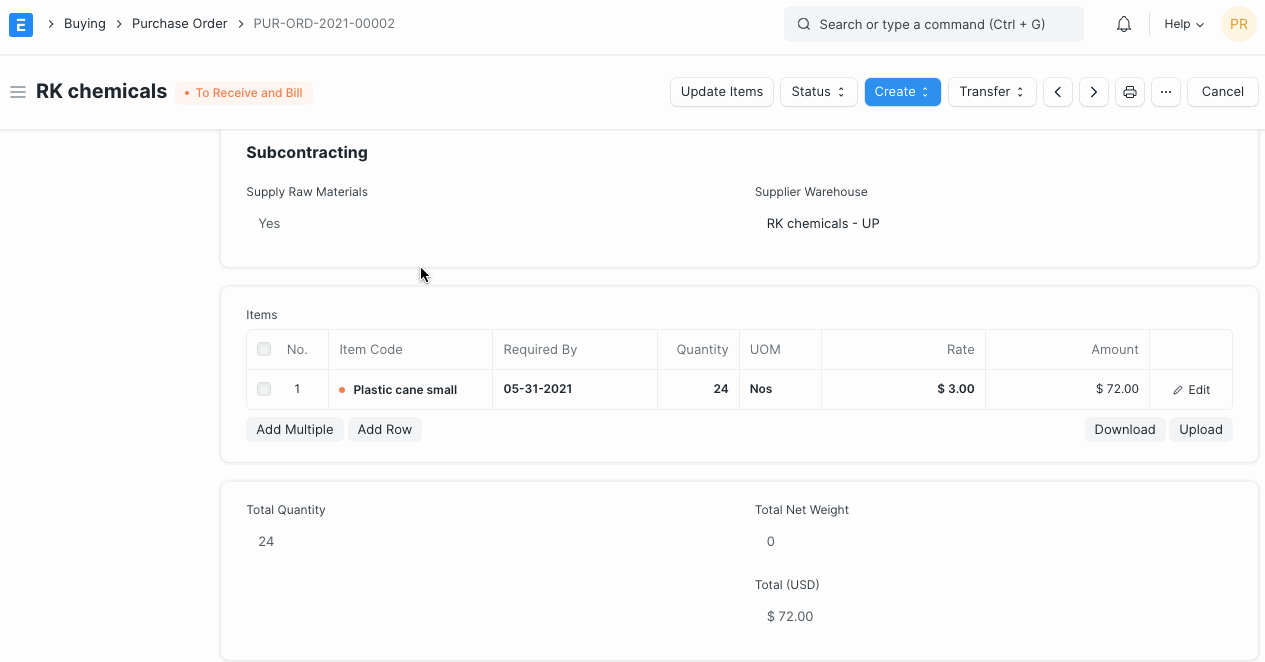 E
Buying
Purchase Order
PUR-ORD-2021-00002
Search or type a command (Ctrl + G)
Help
PR
RK chemicals
To Receive and Bill
Update Items
Status
Create
Transfer
...
Cancel
Subcontracting
Supply Raw Materials
Yes
Supplier Warehouse
RK chemicals - UP
Items
No. Item Code Required By Quantity UOM Rate Amount
1 Plastic cane small 05-31-2021 24 Nos $ 3.00 $ 72.00 Edit
Add Multiple
Add Row
Download
Upload
Total Quantity
24
Total Net Weight
0
Total (USD)
$ 72.00